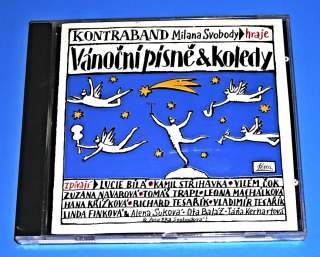 KONTRABAND Milana Svobody hraje
Vánoční písně & koledy
zpívají LUCIE BÍLÁ • KAMIL STŘIHAVKA • VILÉM ČOK
ZUZANA NAVAROVÁ • TOMÁŠ TRAPL • LEONA MACHÁLKOVÁ
HANA KŘÍŽKOVÁ • RICHARD TESAŘÍK • VLADIMÍR TESAŘÍK
LINDA FINKOVÁ & Alena Suková - Ota Baláž - Táňa Kerhartová